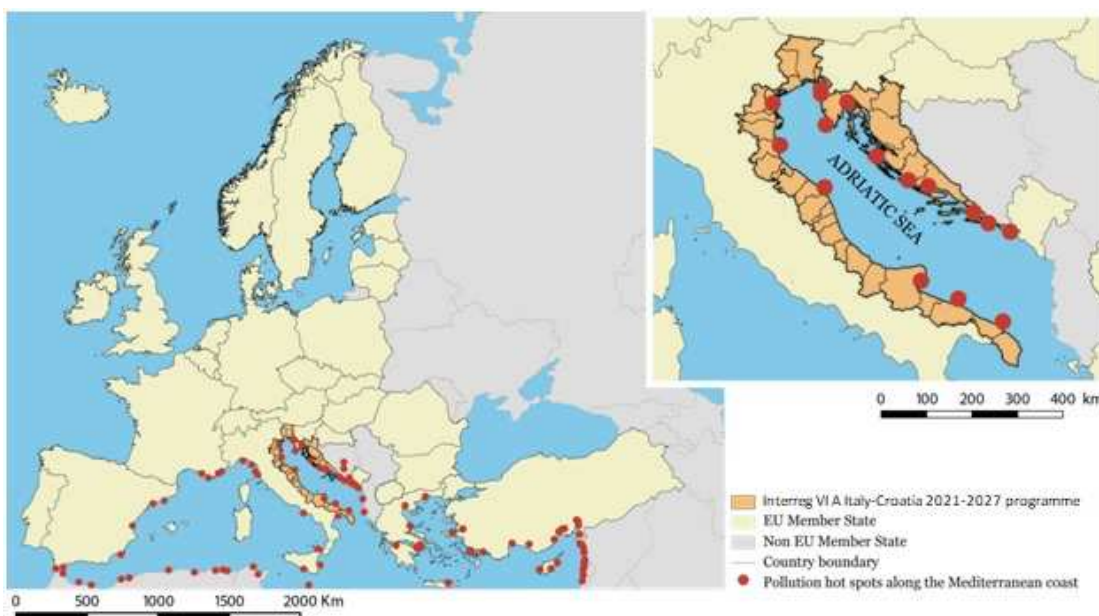 ADRIATIC SEA
0 100 200 300 400 km
Interreg VI A Italy-Croatia 2021-2027 programme
EU Member State
Non EU Member State
Country boundary
Pollution hot spots along the Mediterranean coast
0 500 1000 1500 2000 Km